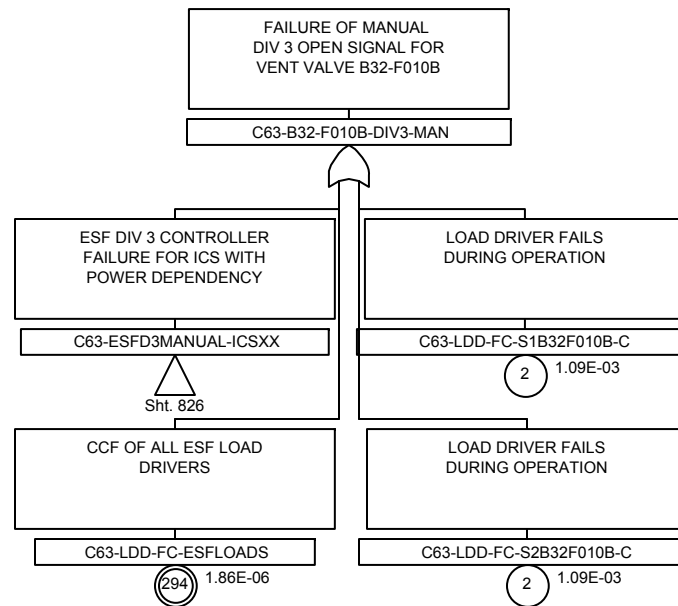 FAILURE OF MANUAL
DIV 3 OPEN SIGNAL FOR
VENT VALVE B32-F010B
C63-B32-F010B-DIV3-MAN
ESF DIV 3 CONTROLLER
FAILURE FOR ICS WITH
POWER DEPENDENCY
C63-ESFD3MANUAL-ICSXX
Sht. 826
LOAD DRIVER FAILS
DURING OPERATION
C63-LDD-FC-S1B32F010B-C
2
1.09E-03
CCF OF ALL ESF LOAD
DRIVERS
C63-LDD-FC-ESFLOADS
294
1.86E-06
LOAD DRIVER FAILS
DURING OPERATION
C63-LDD-FC-S2B32F010B-C
2
1.09E-03